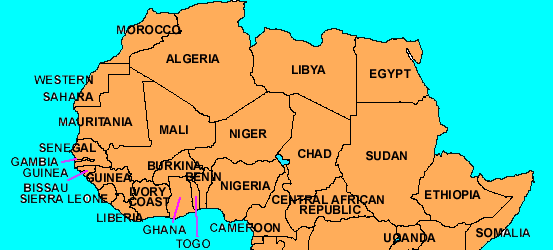 MOROCCO
ALGERIA
LIBYA
EGYPT
WESTERN
SAHARA
MAURITANIA
MALI
NIGER
CHAD
SUDAN
SENEGAL
GAMBIA
GUINEA
BISSAU
GUINEA
SIERRA LEONE
LIBERIA
IVORY
COAST
BURKINA
BENIN
GHANA
TOGO
NIGERIA
CAMEROON
CENTRAL AFRICAN
REPUBLIC
ETHIOPIA
UGANDA
SOMALIA